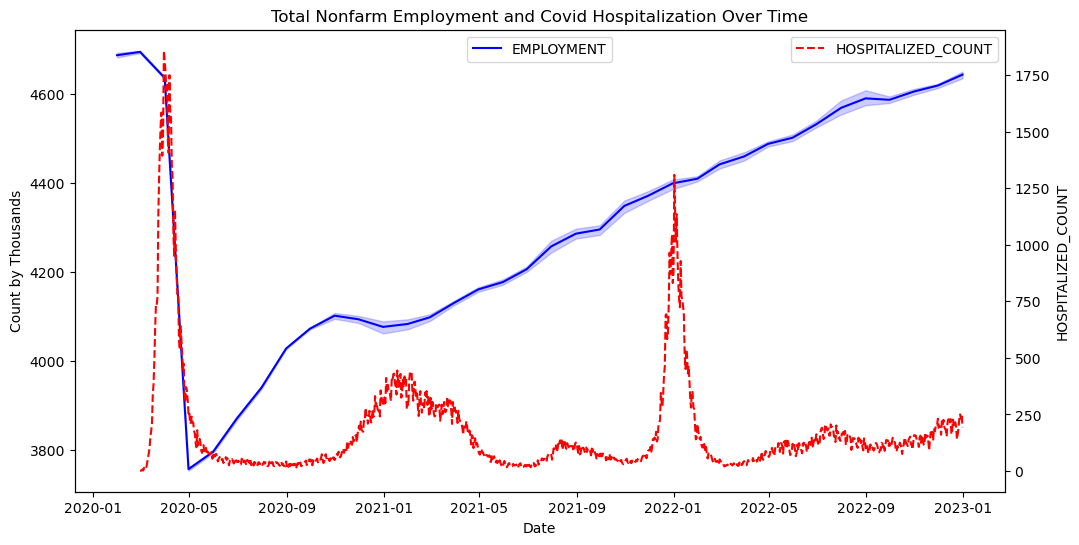 Total Nonfarm Employment and Covid Hospitalization Over Time
EMPLOYMENT
HOSPITALIZED_COUNT
Count by Thousands
4600
4400
4200
4000
3800
1750
1500
1250
1000
750
500
250
0
HOSPITALIZED_COUNT
2020-01 2020-05 2020-09 2021-01 2021-05 2021-09 2022-01 2022-05 2022-09 2023-01
Date